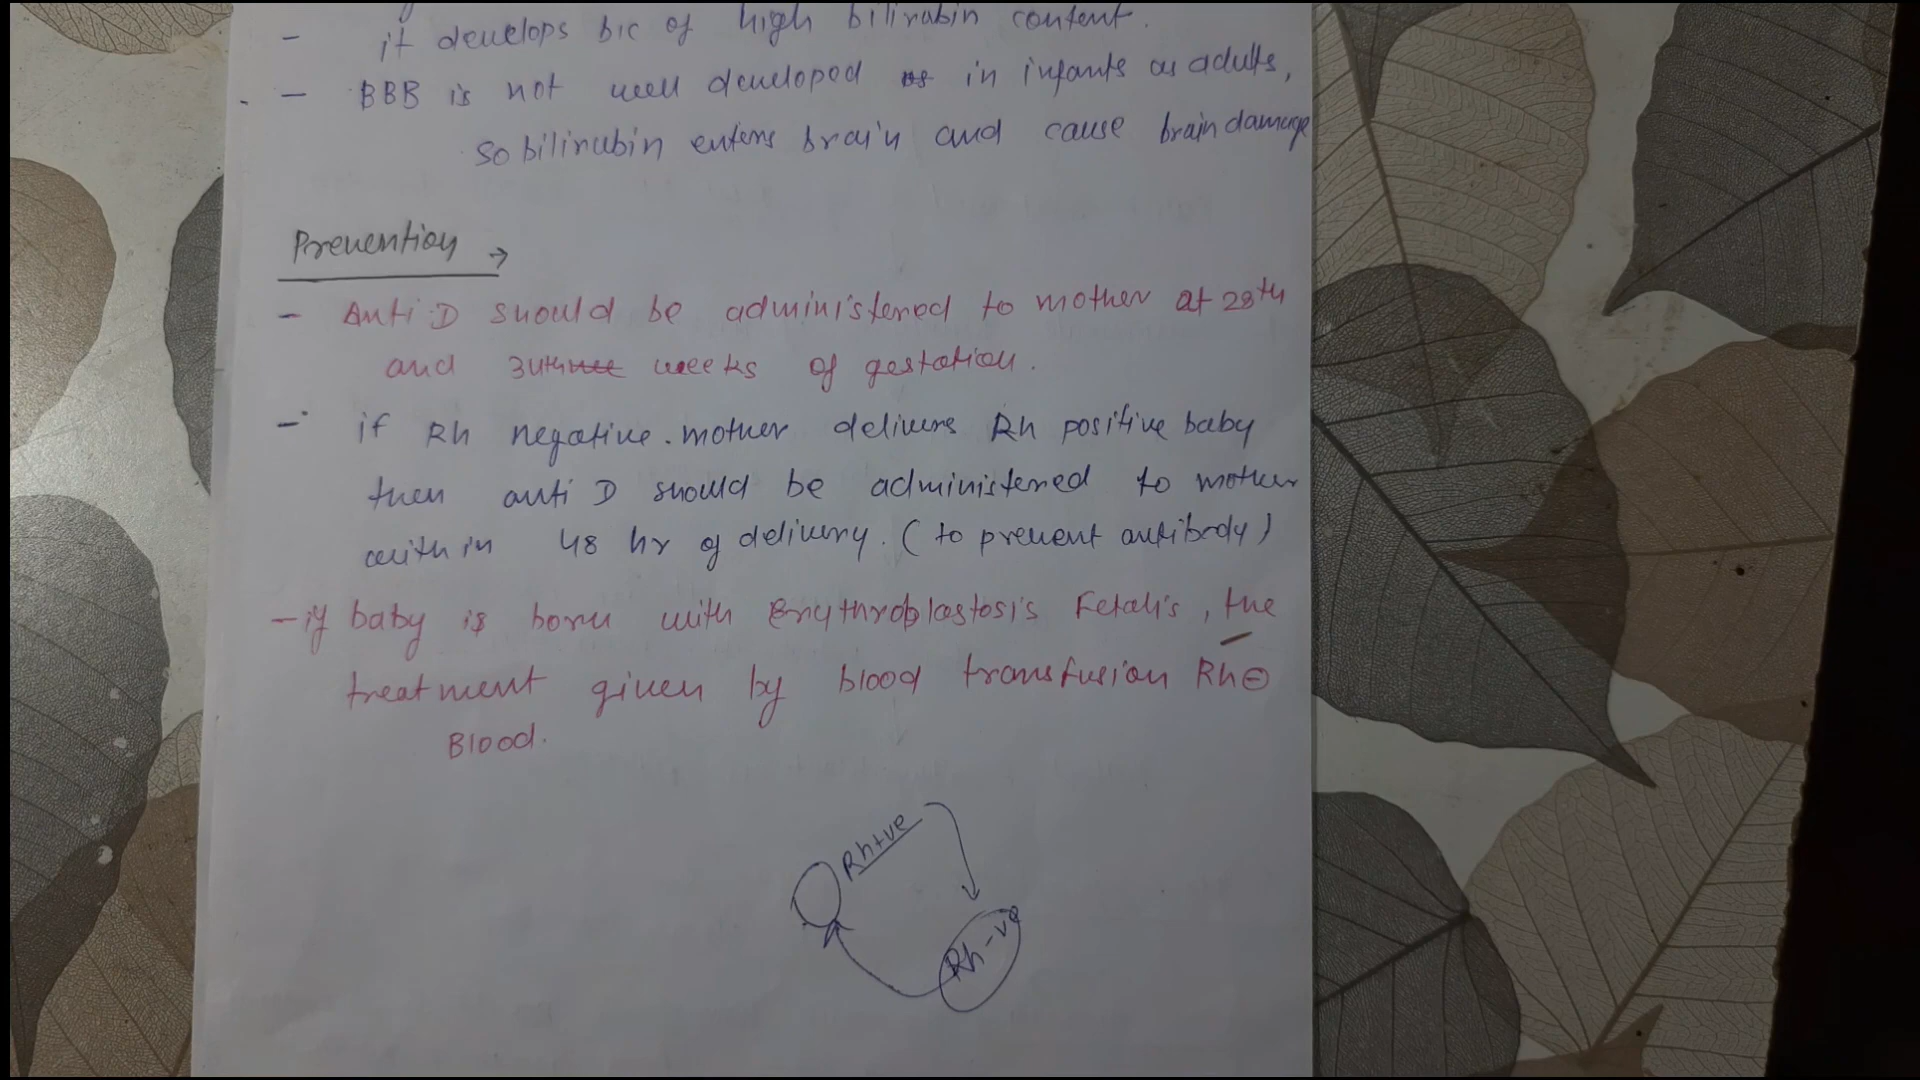 - it develops b/c of high bilirubin content.
- BBB is not well developed in infants as adults,
so bilirubin enters brain and cause brain damage
Prevention →
- Anti D should be administered to mother at 28th
and 34th weeks of gestation.
- if Rh negative. mother delivers Rh positive baby
then anti D should be administered to mother
within 48 hr of delivery. (to prevent antibody)
- if baby is born with Erythroblastosis Fetalis, the
treatment given by blood transfusion Rh⊖
Blood.
Rh+ve
Rh-ve